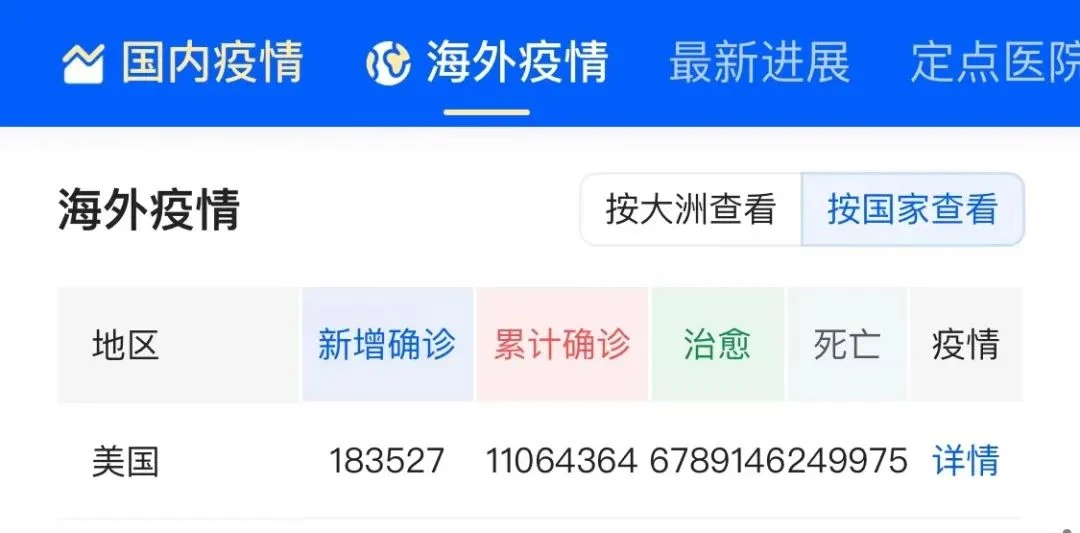 国内疫情 海外疫情 最新进展 定点医院
海外疫情 按大洲查看 按国家查看
地区 新增确诊 累计确诊 治愈 死亡 疫情
美国 183527 11064364 6789146 249975 详情